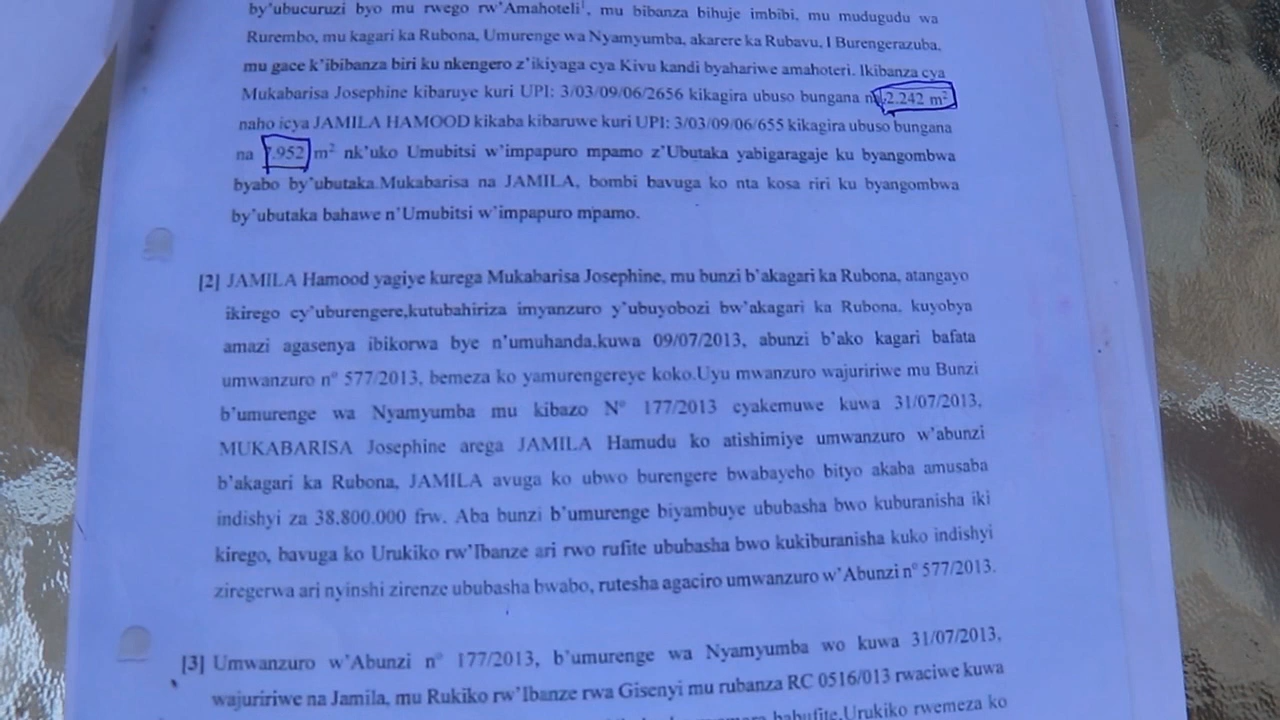 by'ubucuruzi byo mu rwego rw'Amahoteli¹, mu bibanza bihuje imbibi, mu mudugudu wa
Rurembo, mu kagari ka Rubona, Umurenge wa Nyamyumba, akarere ka Rubavu, I Burengerazuba,
mu gace k'ibibanza biri ku nkengero z'ikiyaga cya Kivu kandi byahariwe amahoteri. Ikibanza cya
Mukabarisa Josephine kibaruye kuri UPI: 3/03/09/06/2656 kikagira ubuso bungana 2.242 m²
naho icya JAMILA HAMOOD kikaba kibaruwe kuri UPI: 3/03/09/06/655 kikagira ubuso bungana
na .952 m² nk'uko Umubitsi w'impapuro mpamo z'Ubutaka yabigaragaje ku byangombwa
byabo by'ubutaka.Mukabarisa na JAMILA, bombi bavuga ko nta kosa riri ku byangombwa
by'ubutaka bahawe n'Umubitsi w'impapuro mpamo.
[2] JAMILA Hamood yagiye kurega Mukabarisa Josephine, mu bunzi b'akagari ka Rubona, atangayo
ikirego cy'uburengere,kutubahiriza imyanzuro y'ubuyobozi bw'akagari ka Rubona, kuyobya
amazi agasenya ibikorwa bye n'umuhanda.kuwa 09/07/2013, abunzi b'ako kagari bafata
umwanzuro n° 577/2013, bemeza ko yamurengereye koko.Uyu mwanzuro wajuririwe mu Bunzi
b'umurenge wa Nyamyumba mu kibazo N° 177/2013 cyakemuwe kuwa 31/07/2013,
MUKABARISA Josephine arega JAMILA Hamudu ko atishimiye umwanzuro w'abunzi
b'akagari ka Rubona, JAMILA avuga ko ubwo burengere bwabayeho bityo akaba amusaba
indishyi za 38.800.000 frw. Aba bunzi b'umurenge biyambuye ububasha bwo kuburanisha iki
kirego, bavuga ko Urukiko rw'Ibanze ari rwo rufite ububasha bwo kukiburanisha kuko indishyi
ziregerwa ari nyinshi zirenze ububasha bwabo, rutesha agaciro umwanzuro w'Abunzi n° 577/2013.
[3] Umwanzuro w'Abunzi n° 177/2013, b'umurenge wa Nyamyumba wo kuwa 31/07/2013,
wajuririwe na Jamila, mu Rukiko rw'Ibanze rwa Gisenyi mu rubanza RC 0516/013 rwaciwe kuwa
babufite.Urukiko rwemeza ko